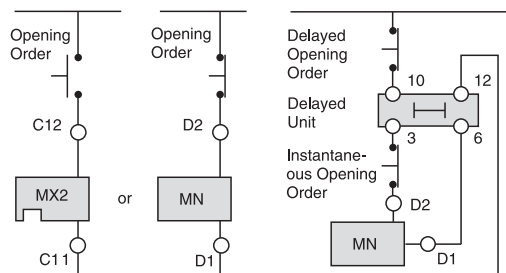 Opening
Order
C12
MX2
C11
or
Opening
Order
D2
MN
D1
Delayed
Opening
Order
10
12
Delayed
Unit
3
6
Instantane-
ous Opening
Order
D2
MN
D1